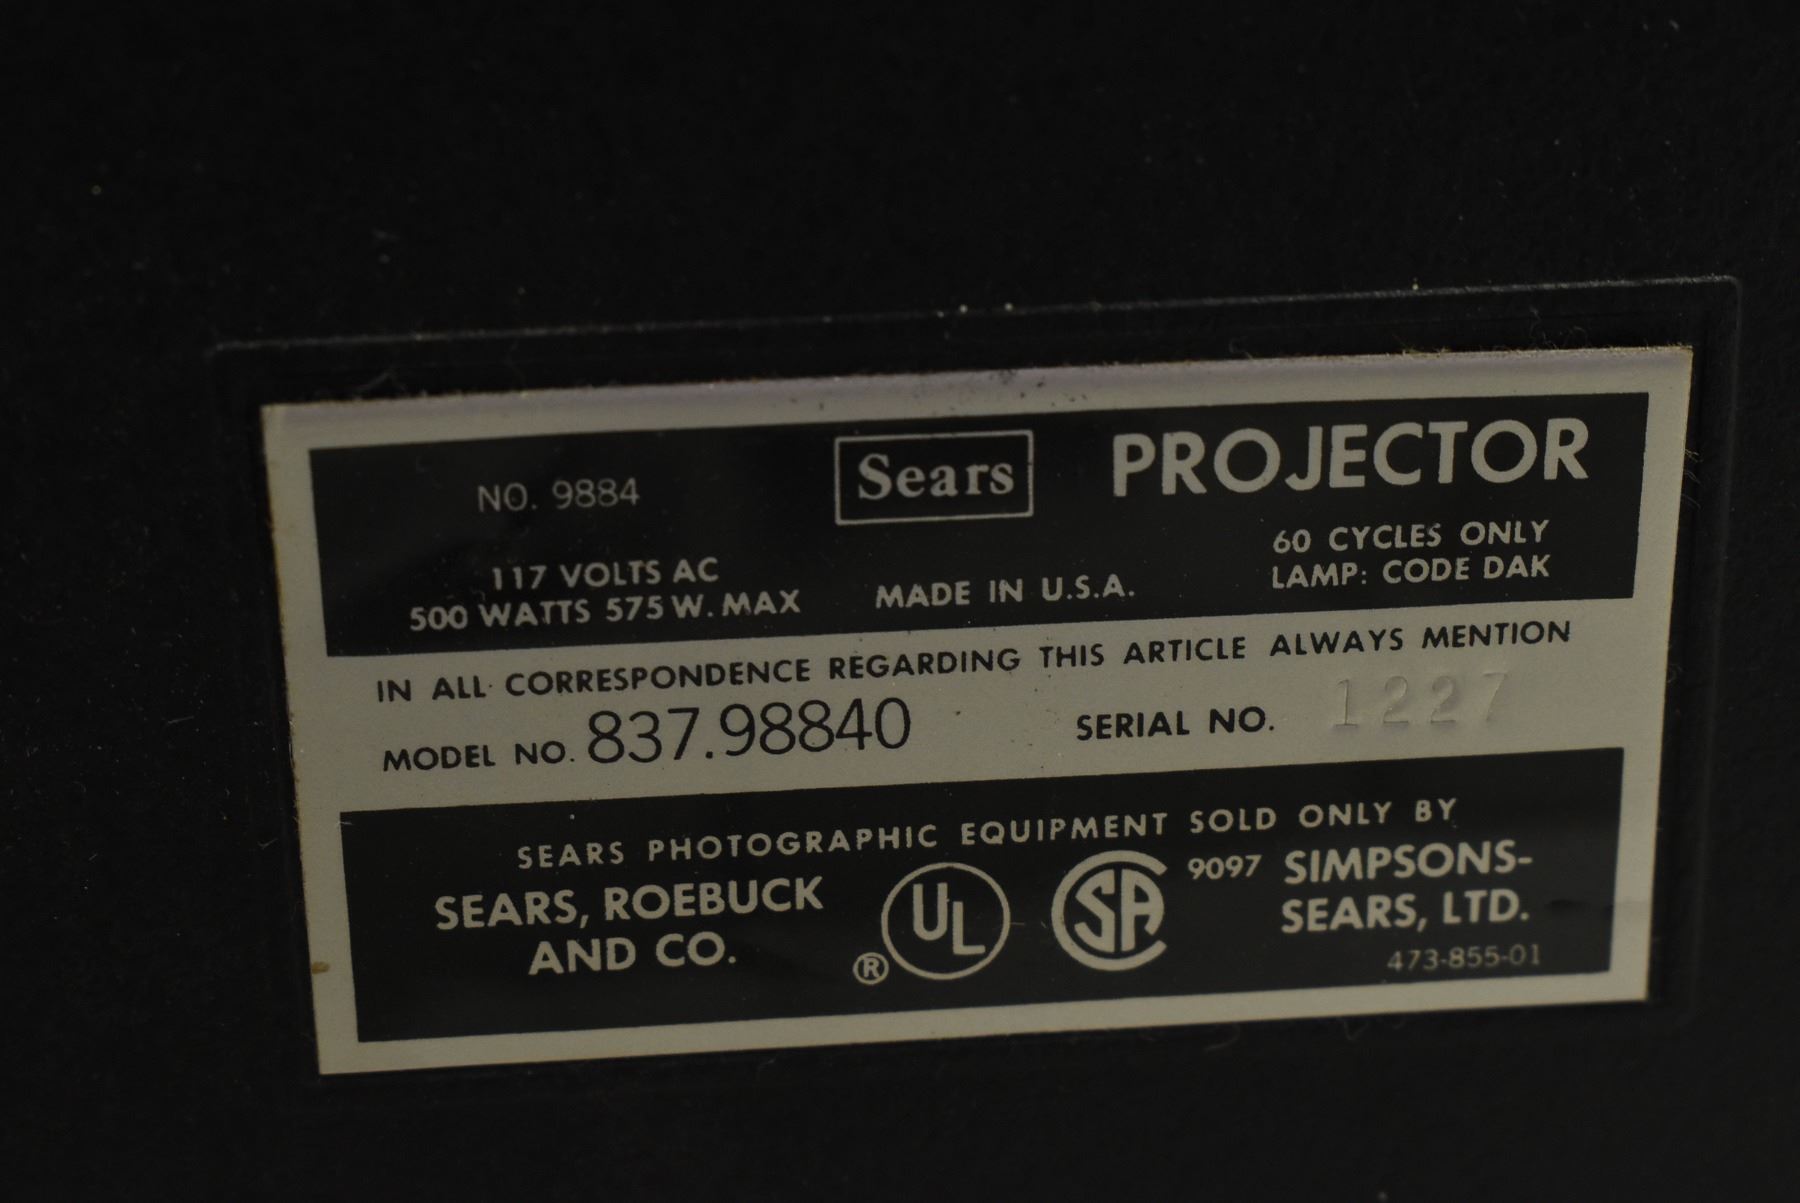 NO. 9884
Sears
PROJECTOR
117 VOLTS AC
500 WATTS 575 W. MAX
MADE IN U.S.A.
60 CYCLES ONLY
LAMP: CODE DAK
IN ALL CORRESPONDENCE REGARDING THIS ARTICLE ALWAYS MENTION
MODEL NO. 837.98840 SERIAL NO. 1227
SEARS PHOTOGRAPHIC EQUIPMENT SOLD ONLY BY
SEARS, ROEBUCK
AND CO.
® UL
SA 9097
SIMPSONS-
SEARS, LTD.
473-855-01